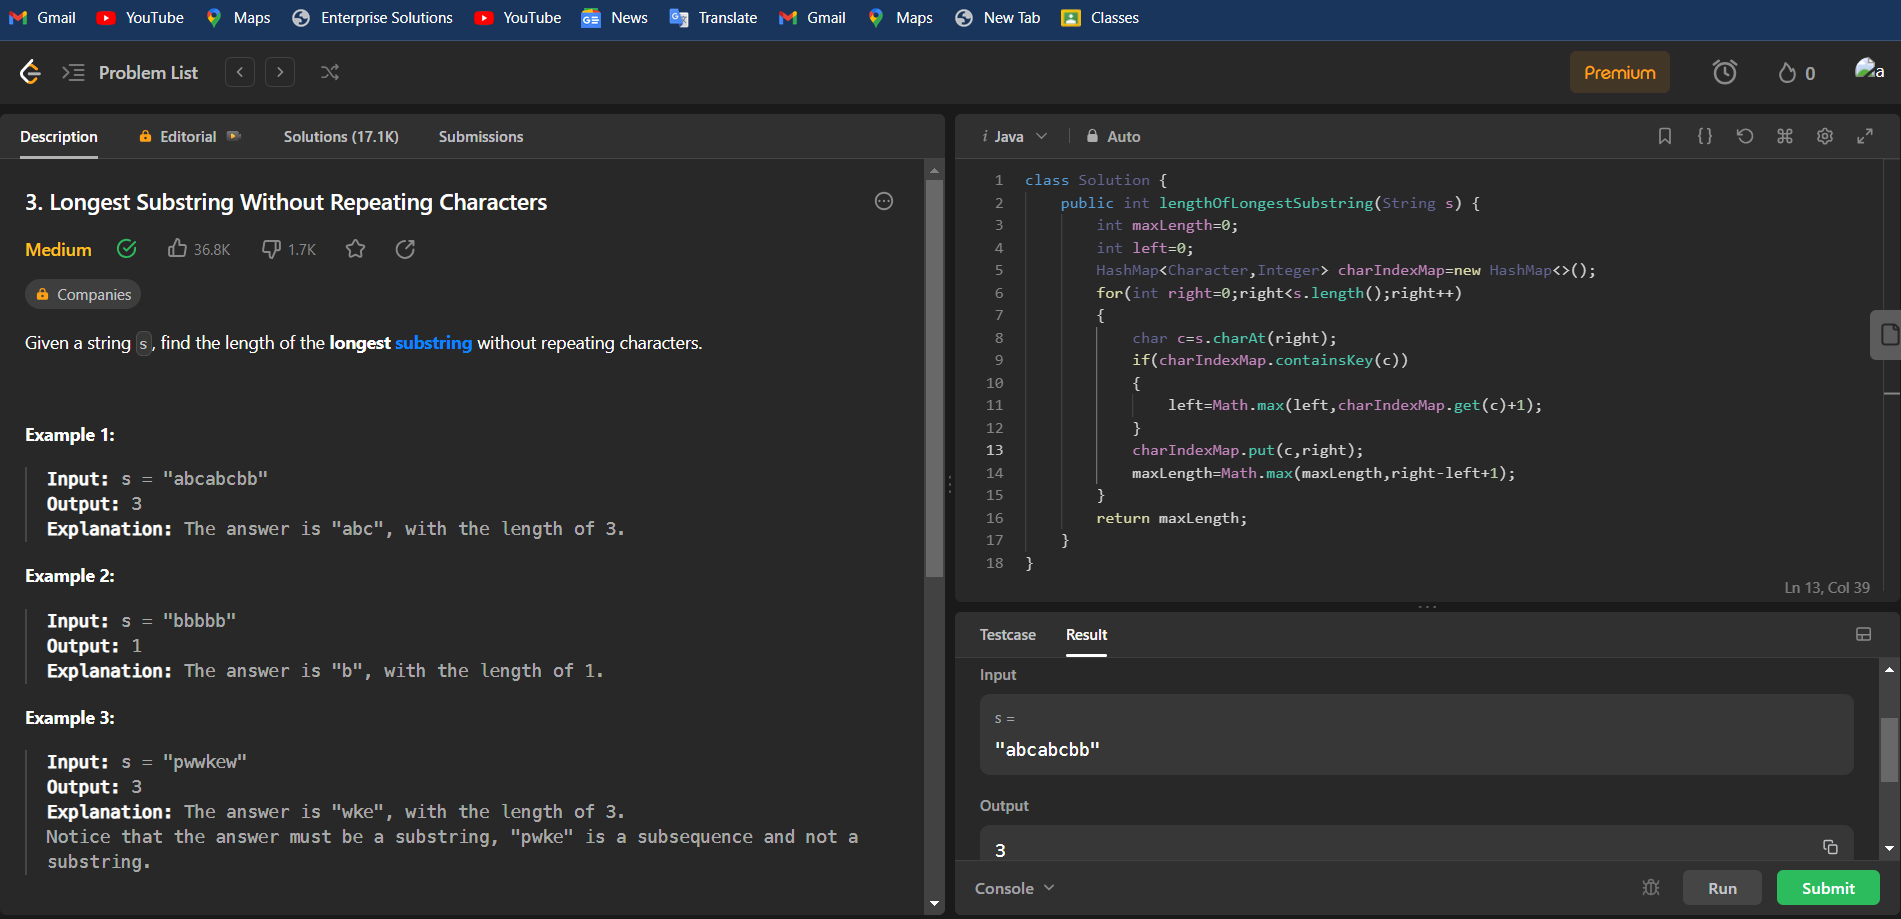 Gmail YouTube Maps Enterprise Solutions YouTube News Translate Gmail Maps New Tab Classes
Problem List Premium 0 a
Description Editorial Solutions (17.1K) Submissions
3. Longest Substring Without Repeating Characters
Medium 36.8K 1.7K
Companies
Given a string s, find the length of the longest substring without repeating characters.
Example 1:
Input: s = "abcabcbb"
Output: 3
Explanation: The answer is "abc", with the length of 3.
Example 2:
Input: s = "bbbbb"
Output: 1
Explanation: The answer is "b", with the length of 1.
Example 3:
Input: s = "pwwkew"
Output: 3
Explanation: The answer is "wke", with the length of 3.
Notice that the answer must be a substring, "pwke" is a subsequence and not a
substring.
i Java Auto
1 class Solution {
2 public int lengthOfLongestSubstring(String s) {
3 int maxLength=0;
4 int left=0;
5 HashMap<Character,Integer> charIndexMap=new HashMap<>();
6 for(int right=0;right<s.length();right++)
7 {
8 char c=s.charAt(right);
9 if(charIndexMap.containsKey(c))
10 {
11 left=Math.max(left,charIndexMap.get(c)+1);
12 }
13 charIndexMap.put(c,right);
14 maxLength=Math.max(maxLength,right-left+1);
15 }
16 return maxLength;
17 }
18 }
Ln 13, Col 39
Testcase Result
Input
s =
"abcabcbb"
Output
3
Console Run Submit